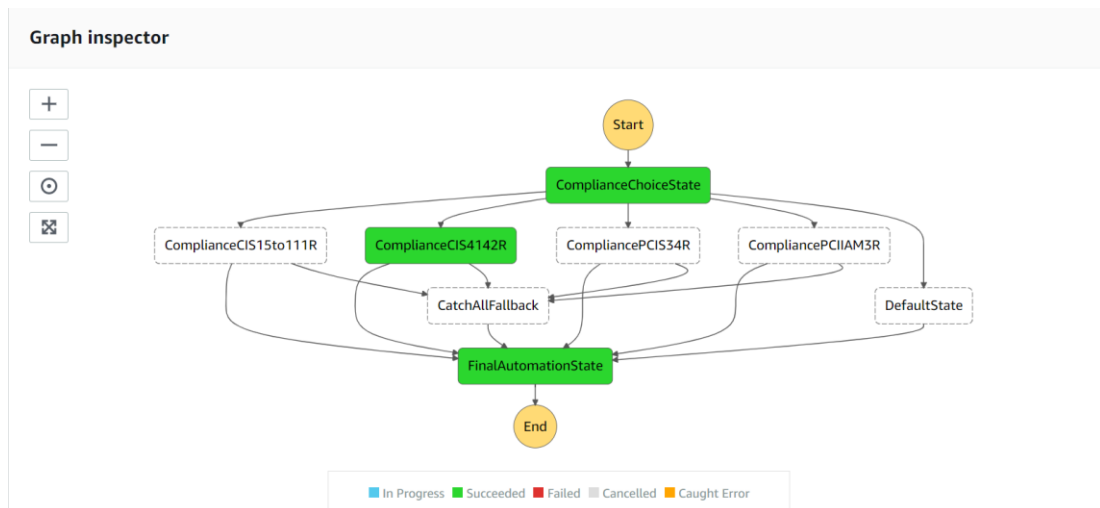 Graph inspector
Start
ComplianceChoiceState
ComplianceCIS15to111R
ComplianceCIS4142R
CompliancePCIS34R
CompliancePCIIAM3R
CatchAllFallback
DefaultState
FinalAutomationState
End
In Progress Succeeded Failed Cancelled Caught Error